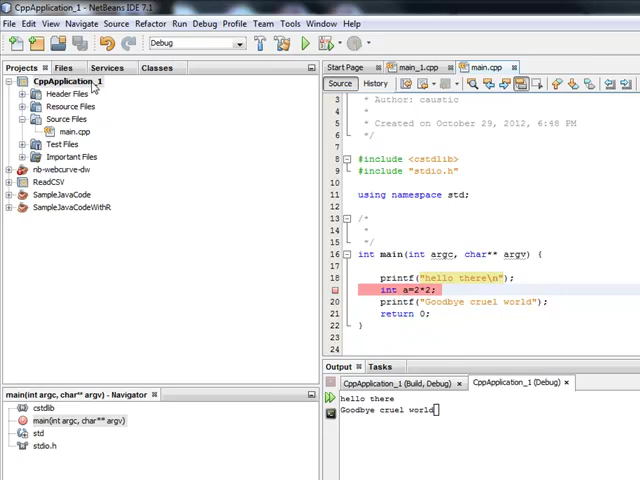 CppApplication_1 - NetBeans IDE 7.1
File Edit View Navigate Source Refactor Run Debug Profile Team Tools Window Help
Debug
Projects Files Services Classes
CppApplication_1
Header Files
Resource Files
Source Files
main.cpp
Test Files
Important Files
nb-webcurve-dw
ReadCSV
SampleJavaCode
SampleJavaCodeWithR
main(int argc, char** argv) - Navigator
cstdlib
main(int argc, char** argv)
std
stdio.h
Start Page main_1.cpp main.cpp
Source History
3 * Author: caustic
4 *
5 * Created on October 29, 2012, 6:48 PM
6 */
7
8 #include <cstdlib>
9 #include "stdio.h"
10
11 using namespace std;
12
13 /*
14 *
15 */
16 int main(int argc, char** argv) {
17
18 printf("hello there\n");
int a=2*2;
20 printf("Goodbye cruel world");
21 return 0;
22 }
23
24
Output Tasks
CppApplication_1 (Build, Debug) CppApplication_1 (Debug)
hello there
Goodbye cruel world